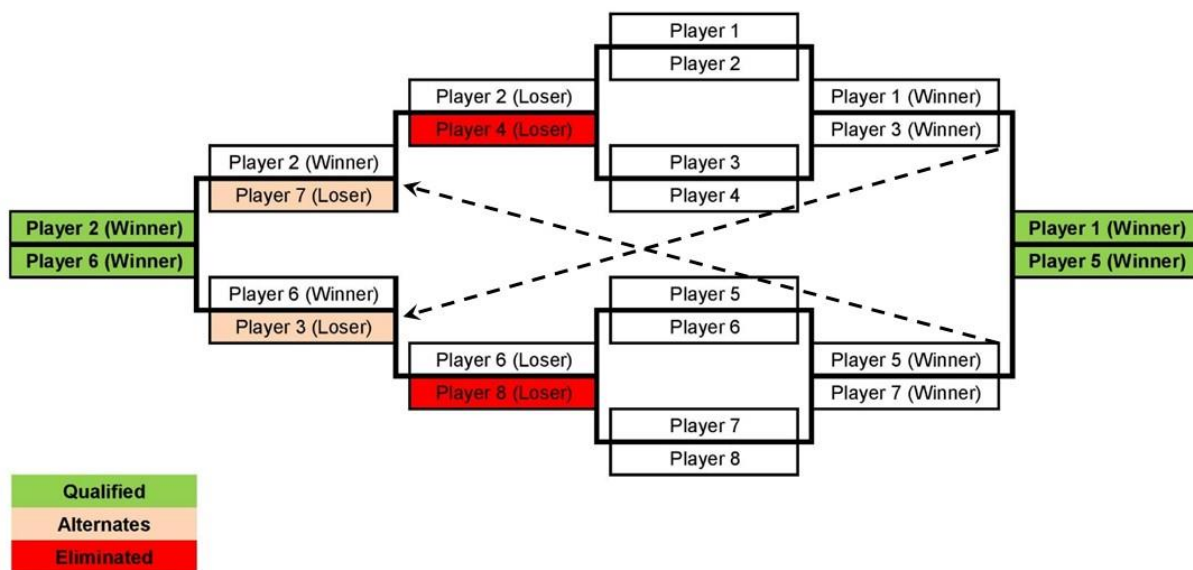 Player 1
Player 2
Player 2 (Loser)
Player 1 (Winner)
Player 4 (Loser)
Player 3 (Winner)
Player 2 (Winner)
Player 3
Player 7 (Loser)
Player 4
Player 2 (Winner)
Player 1 (Winner)
Player 6 (Winner)
Player 5 (Winner)
Player 6 (Winner)
Player 5
Player 3 (Loser)
Player 6
Player 6 (Loser)
Player 5 (Winner)
Player 8 (Loser)
Player 7 (Winner)
Player 7
Player 8
Qualified
Alternates
Eliminated